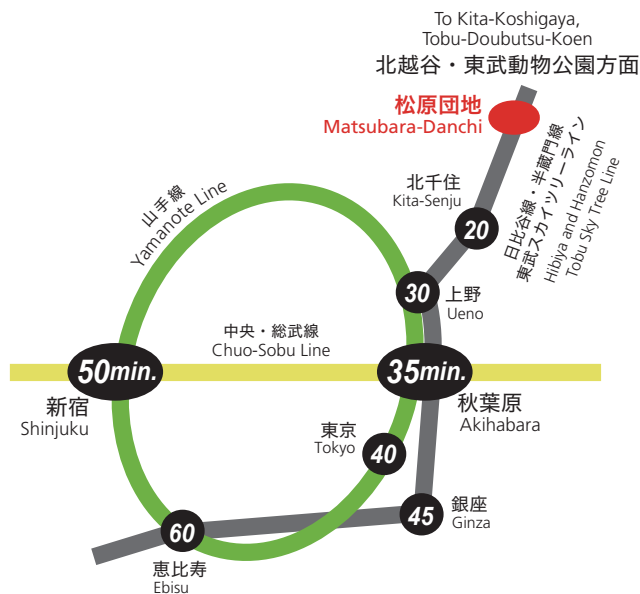 To Kita-Koshigaya,
Tobu-Doubutsu-Koen
北越谷・東武動物公園方面
松原団地
Matsubara-Danchi
北千住
Kita-Senju
20
日比谷線・半蔵門線
東武スカイツリーライン
Hibiya and Hanzomon
Tobu Sky Tree Line
山手線
Yamanote Line
30
上野
Ueno
中央・総武線
Chuo-Sobu Line
50min.
新宿
Shinjuku
35min.
秋葉原
Akihabara
東京
Tokyo
40
45
銀座
Ginza
60
恵比寿
Ebisu